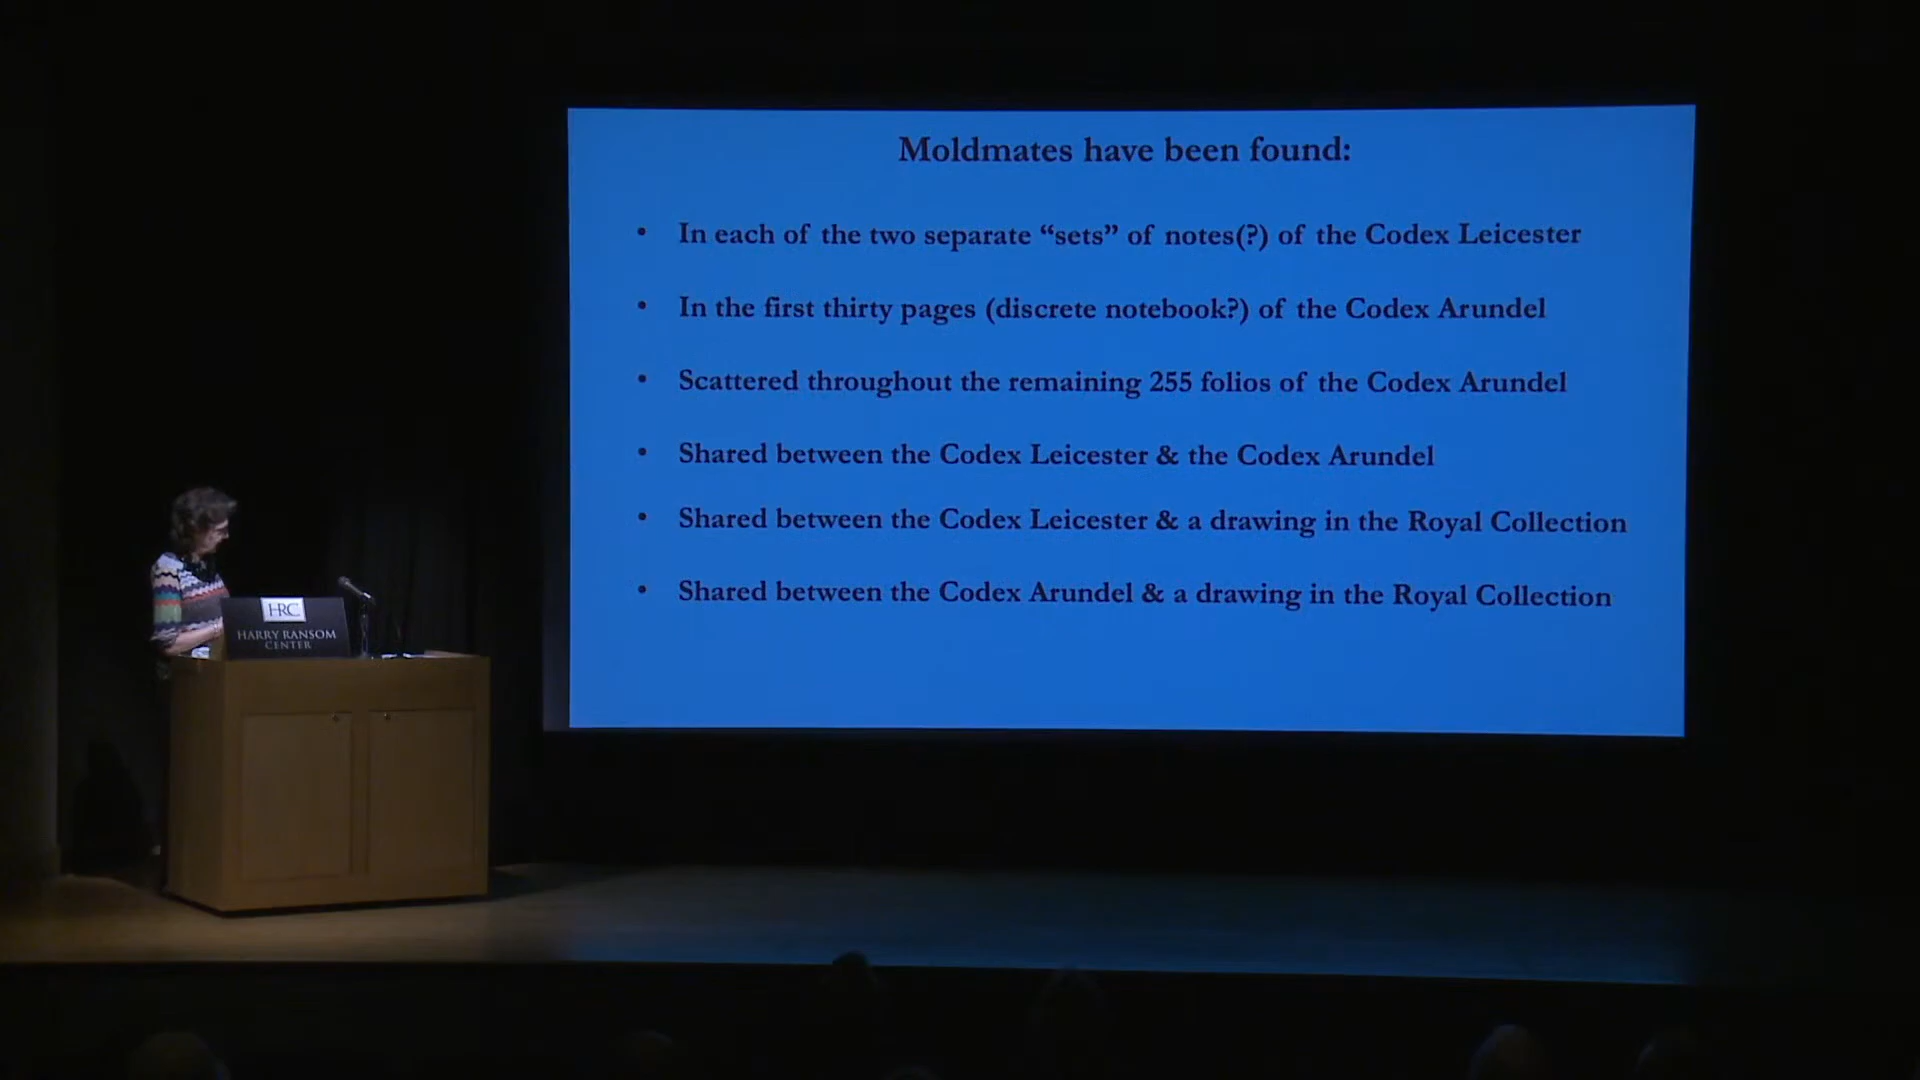 Moldmates have been found:
• In each of the two separate “sets” of notes(?) of the Codex Leicester
• In the first thirty pages (discrete notebook?) of the Codex Arundel
• Scattered throughout the remaining 255 folios of the Codex Arundel
• Shared between the Codex Leicester & the Codex Arundel
• Shared between the Codex Leicester & a drawing in the Royal Collection
• Shared between the Codex Arundel & a drawing in the Royal Collection
HRC
HARRY RANSOM
CENTER